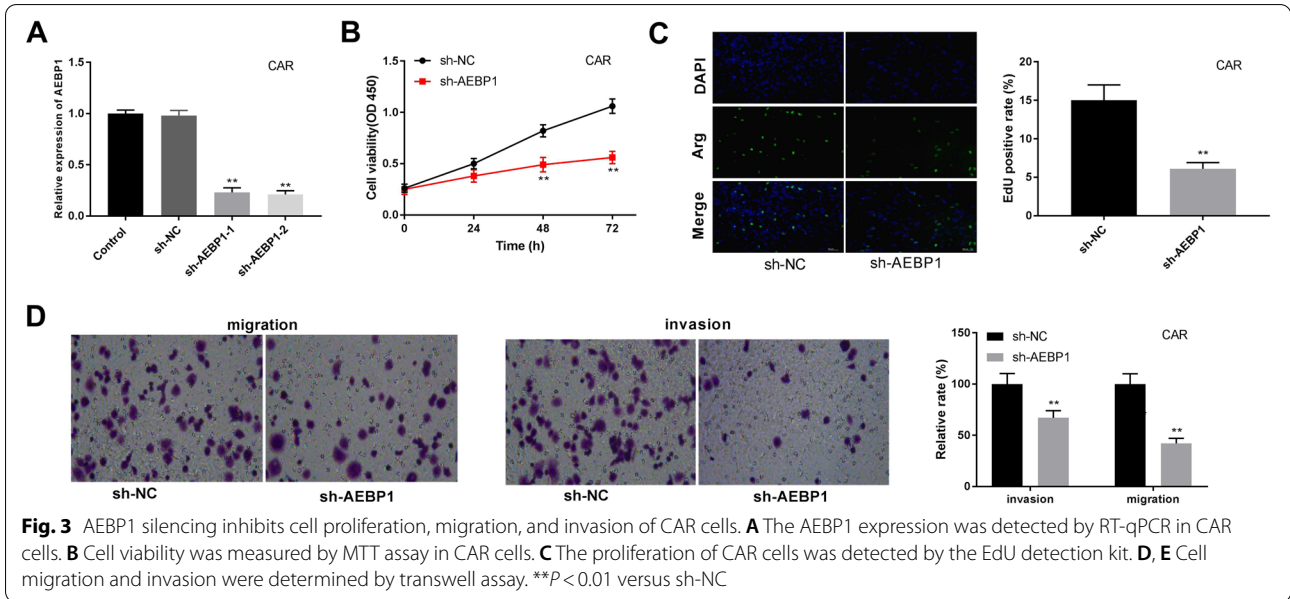 A
CAR
Relative expression of AEBP1
1.5
1.0
0.5
0.0
Control
sh-NC
sh-AEBP1-1
sh-AEBP1-2
**
**
B
sh-NC
sh-AEBP1
CAR
Cell viability(OD 450)
1.5
1.0
0.5
0.0
**
**
0
24
48
72
Time (h)
C
DAPI
Arg
Merge
sh-NC
sh-AEBP1
CAR
EdU positive rate (%)
20
15
10
5
0
**
sh-NC
sh-AEBP1
D
migration
sh-NC
sh-AEBP1
invasion
sh-NC
sh-AEBP1
sh-NC
sh-AEBP1
CAR
Relative rate (%)
150
100
50
0
**
**
invasion
migration
Fig. 3 AEBP1 silencing inhibits cell proliferation, migration, and invasion of CAR cells. A The AEBP1 expression was detected by RT-qPCR in CAR
cells. B Cell viability was measured by MTT assay in CAR cells. C The proliferation of CAR cells was detected by the EdU detection kit. D, E Cell
migration and invasion were determined by transwell assay. **P < 0.01 versus sh-NC